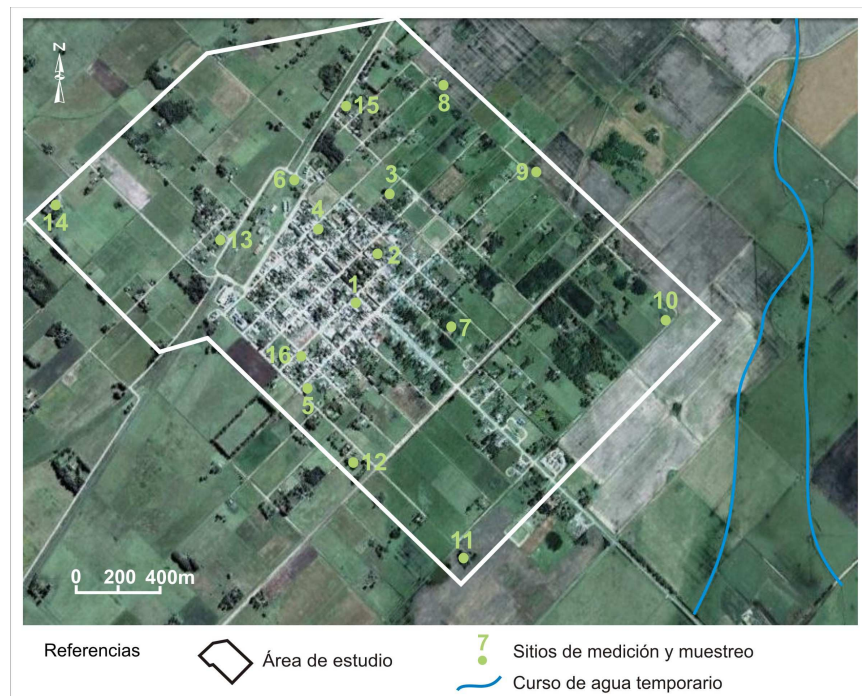 N
15
8
9
6
3
4
14
13
2
1
10
7
16
5
12
11
0 200 400m
Referencias
Área de estudio
7
Sitios de medición y muestreo
Curso de agua temporario